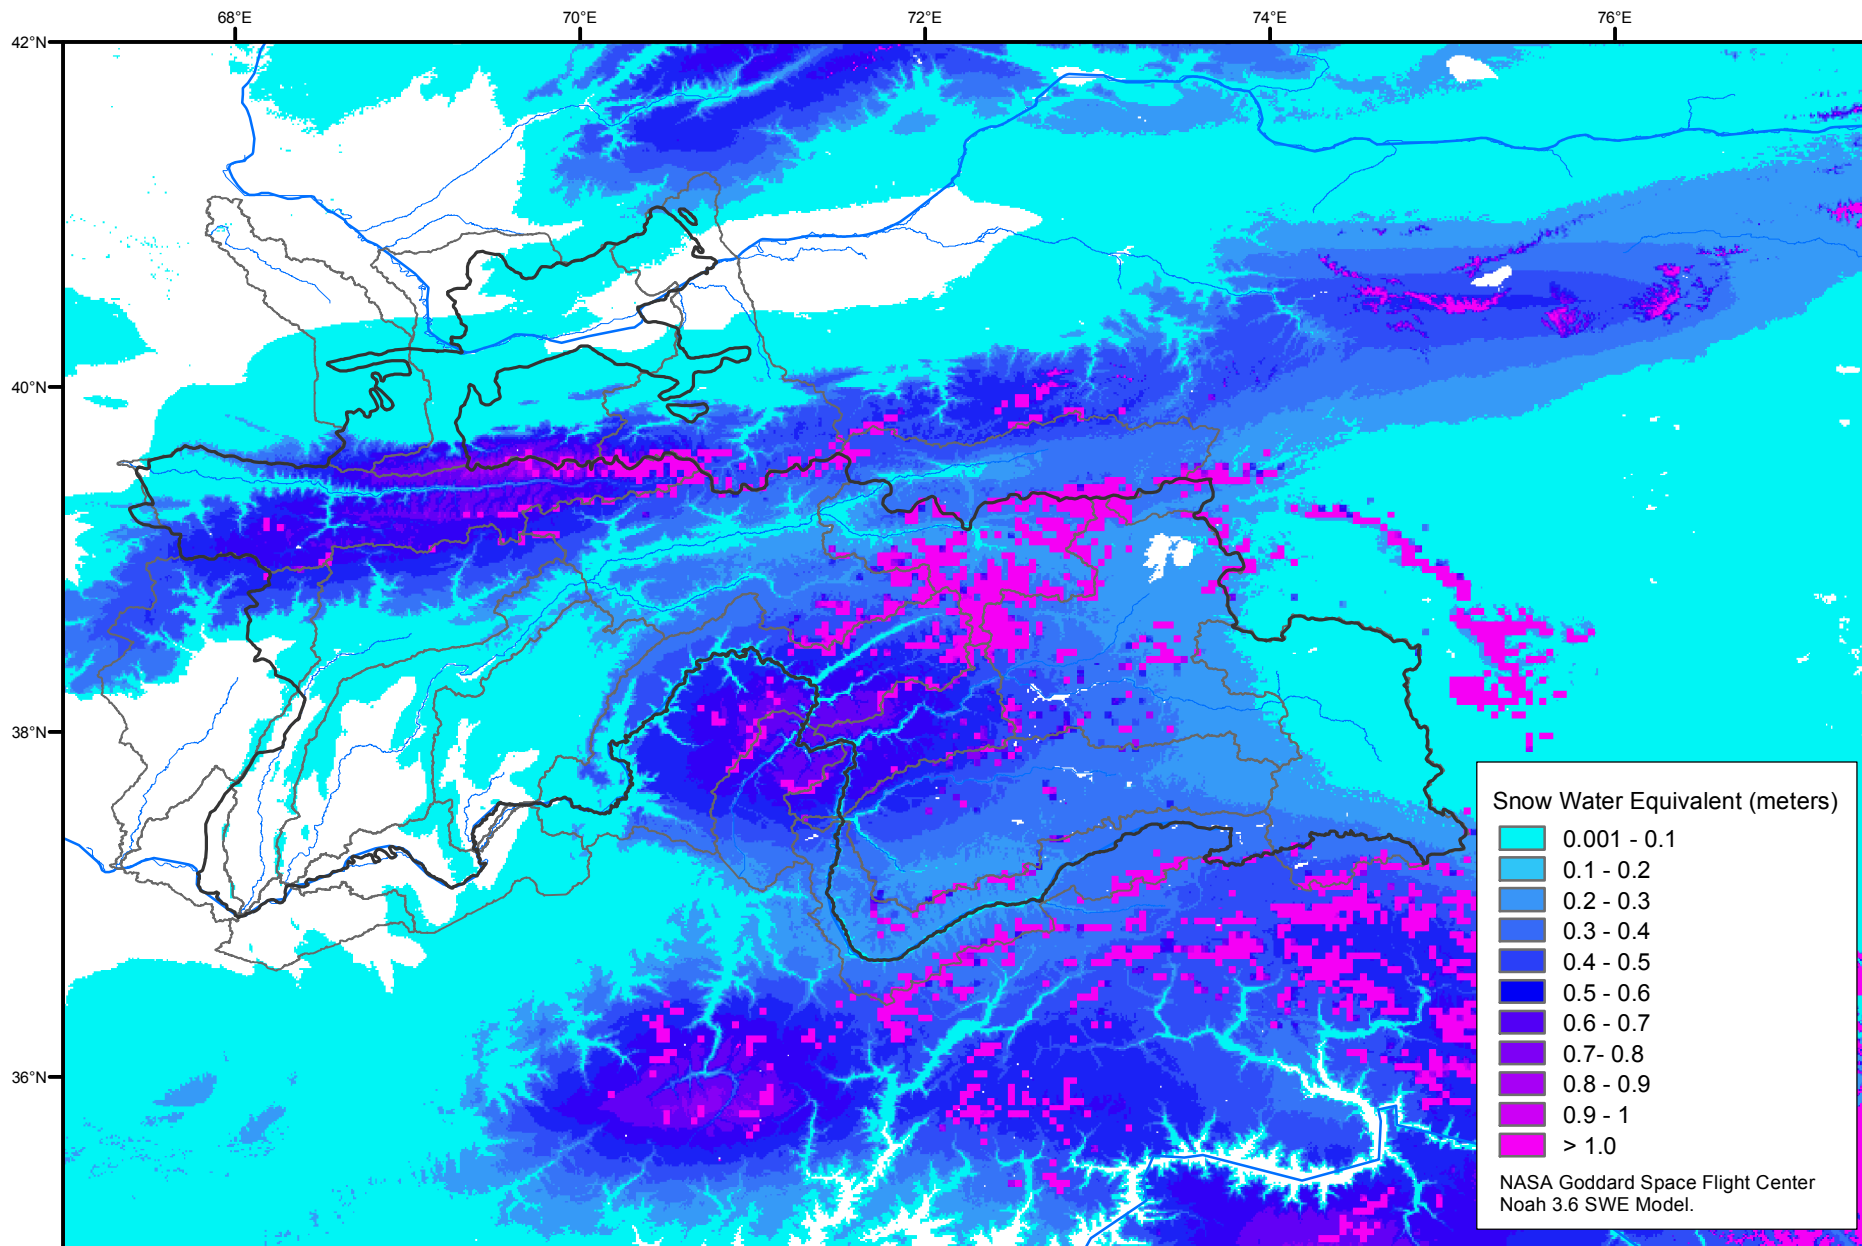 68°E 70°E 72°E 74°E 76°E
42°N
40°N
38°N
36°N
Snow Water Equivalent (meters)
0.001 - 0.1
0.1 - 0.2
0.2 - 0.3
0.3 - 0.4
0.4 - 0.5
0.5 - 0.6
0.6 - 0.7
0.7- 0.8
0.8 - 0.9
0.9 - 1
> 1.0
NASA Goddard Space Flight Center
Noah 3.6 SWE Model.